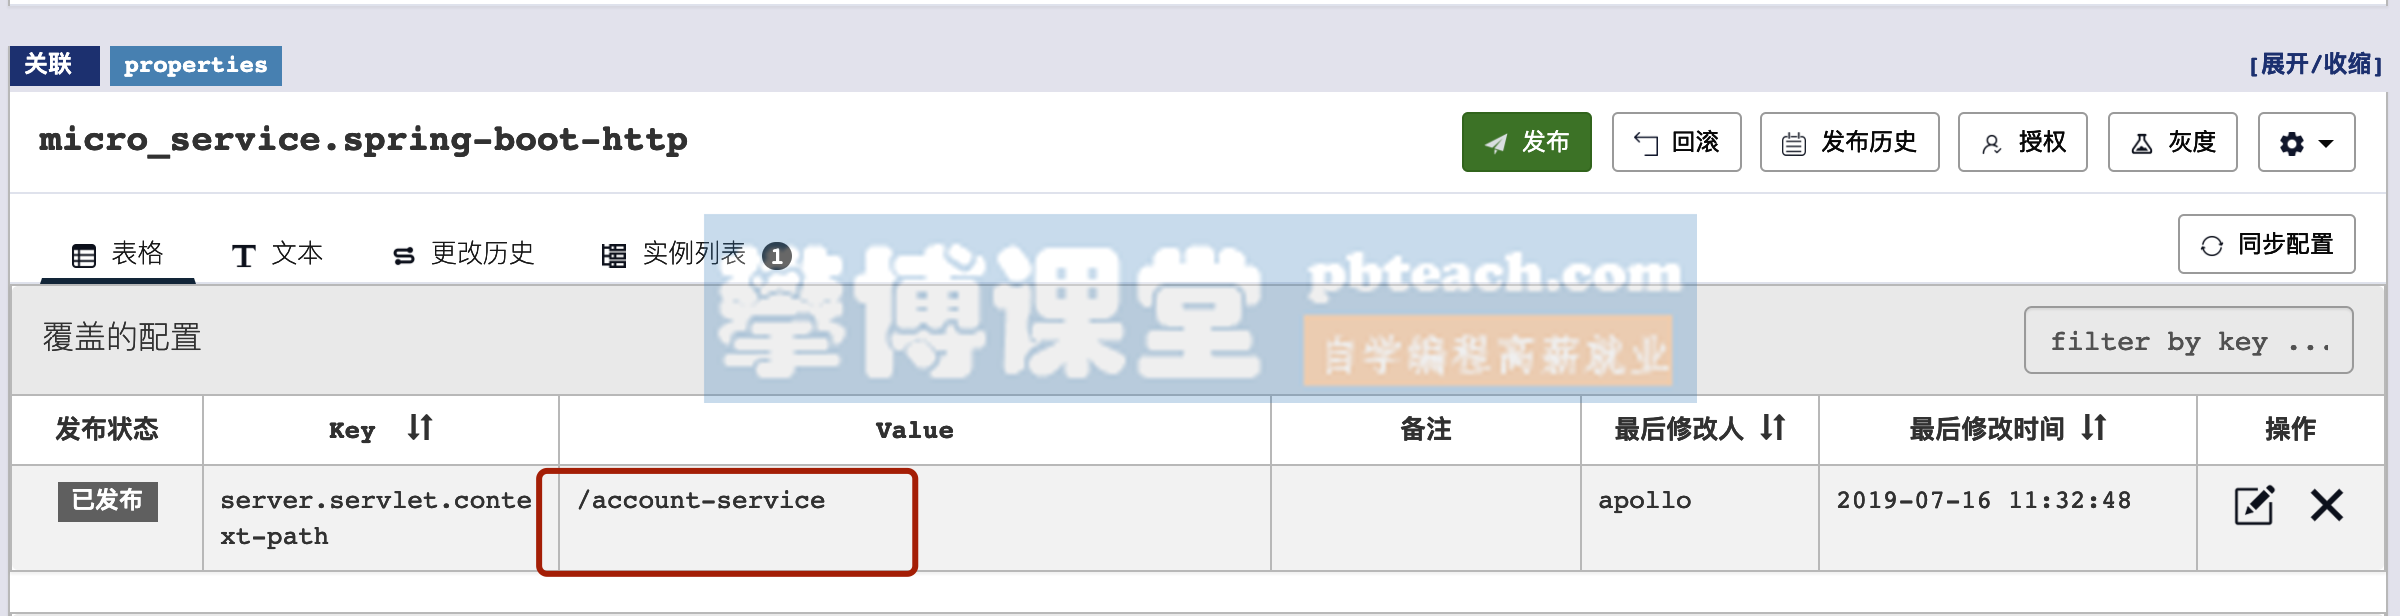 关联 properties [展开/收缩]
micro_service.spring-boot-http 发布 回滚 发布历史 授权 灰度
表格 文本 更改历史 实例列表 1 同步配置
攀博课堂 pbteach.com
自学编程高薪就业
覆盖的配置 filter by key ...
发布状态 Key Value 备注 最后修改人 最后修改时间 操作
已发布 server.servlet.conte /account-service apollo 2019-07-16 11:32:48
xt-path